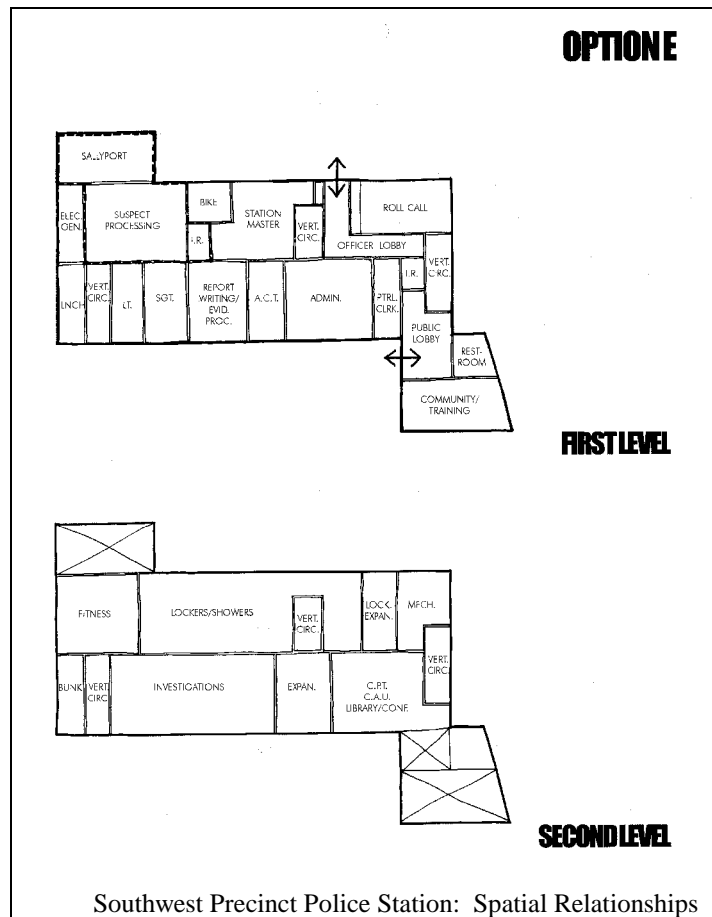 OPTION E
SALLYPORT
ELEC.
GEN.
SUSPECT
PROCESSING
BIKE
STATION
MASTER
VERT.
CIRC.
ROLL CALL
OFFICER LOBBY
I.R.
VERT.
CIRC.
LUNCH
VERT.
CIRC.
LT.
SGT.
REPORT
WRITING/
EVID.
PROC.
A.C.T.
ADMIN.
PTRL.
CLRK.
I.R.
PUBLIC
LOBBY
REST-
ROOM
COMMUNITY/
TRAINING
FIRST LEVEL
FITNESS
LOCKERS/SHOWERS
VERT.
CIRC.
LOCK.
EXPAN.
MECH.
VERT.
CIRC.
BUNK
VERT.
CIRC.
INVESTIGATIONS
EXPAN.
C.P.T.
C.A.U.
LIBRARY/CONF.
SECOND LEVEL
Southwest Precinct Police Station: Spatial Relationships